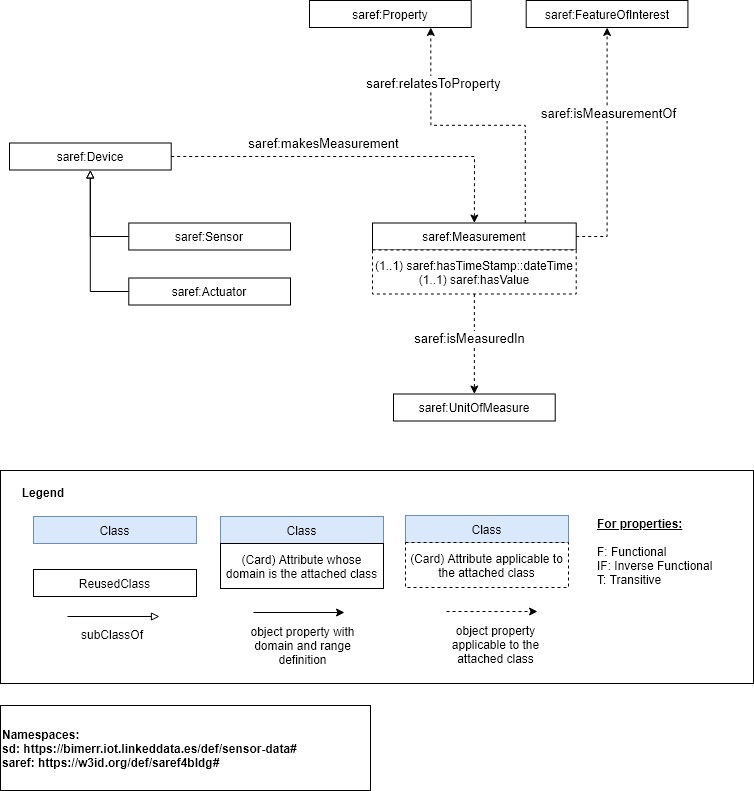 saref:Property
saref:FeatureOfInterest
saref:relatesToProperty
saref:isMeasurementOf
saref:makesMeasurement
saref:Device
saref:Sensor
saref:Measurement
(1..1) saref:hasTimeStamp::dateTime
(1..1) saref:hasValue
saref:Actuator
saref:isMeasuredIn
saref:UnitOfMeasure
Legend
Class
ReusedClass
subClassOf
Class
(Card) Attribute whose
domain is the attached class
object property with
domain and range
definition
Class
(Card) Attribute applicable to
the attached class
object property
applicable to the
attached class
For properties:
F: Functional
IF: Inverse Functional
T: Transitive
Namespaces:
sd: https://bimerr.iot.linkeddata.es/def/sensor-data#
saref: https://w3id.org/def/saref4bldg#